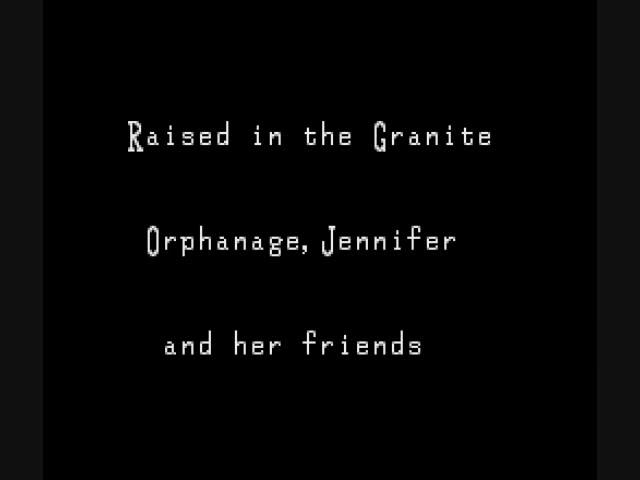 Raised in the Granite
Orphanage, Jennifer
and her friends